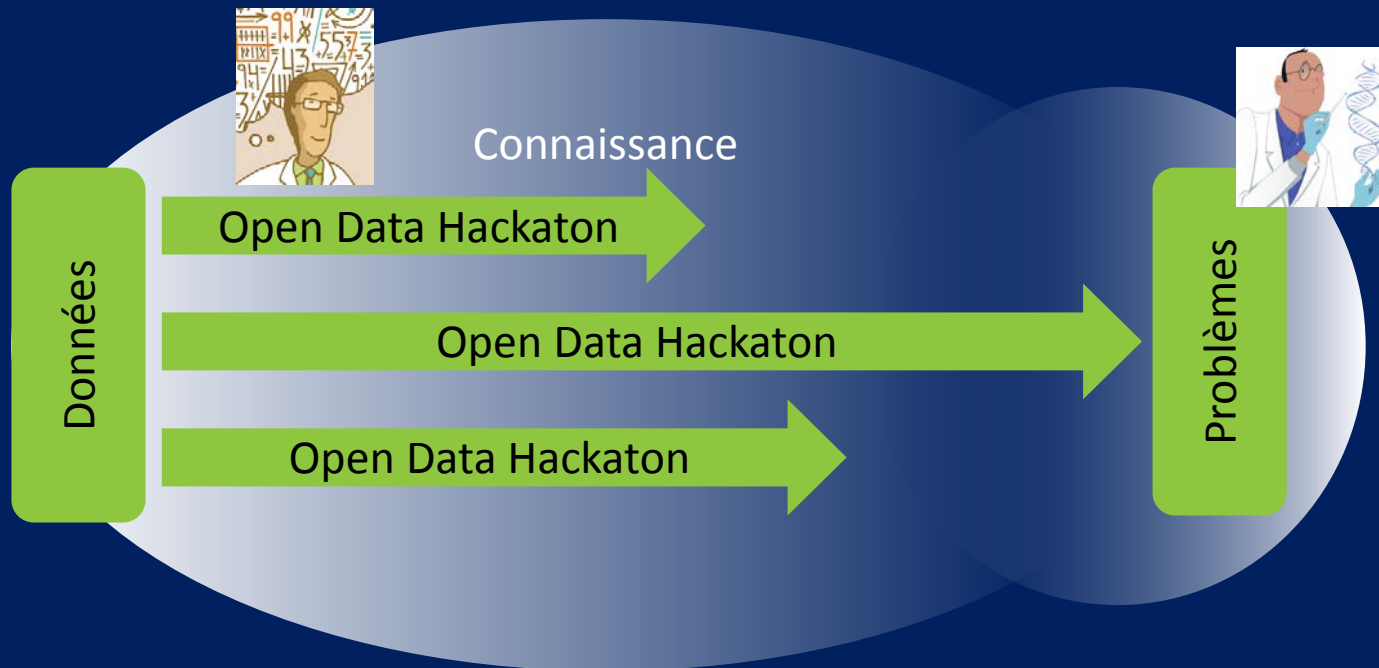 Connaissance
Données
Open Data Hackaton
Open Data Hackaton
Open Data Hackaton
Problèmes